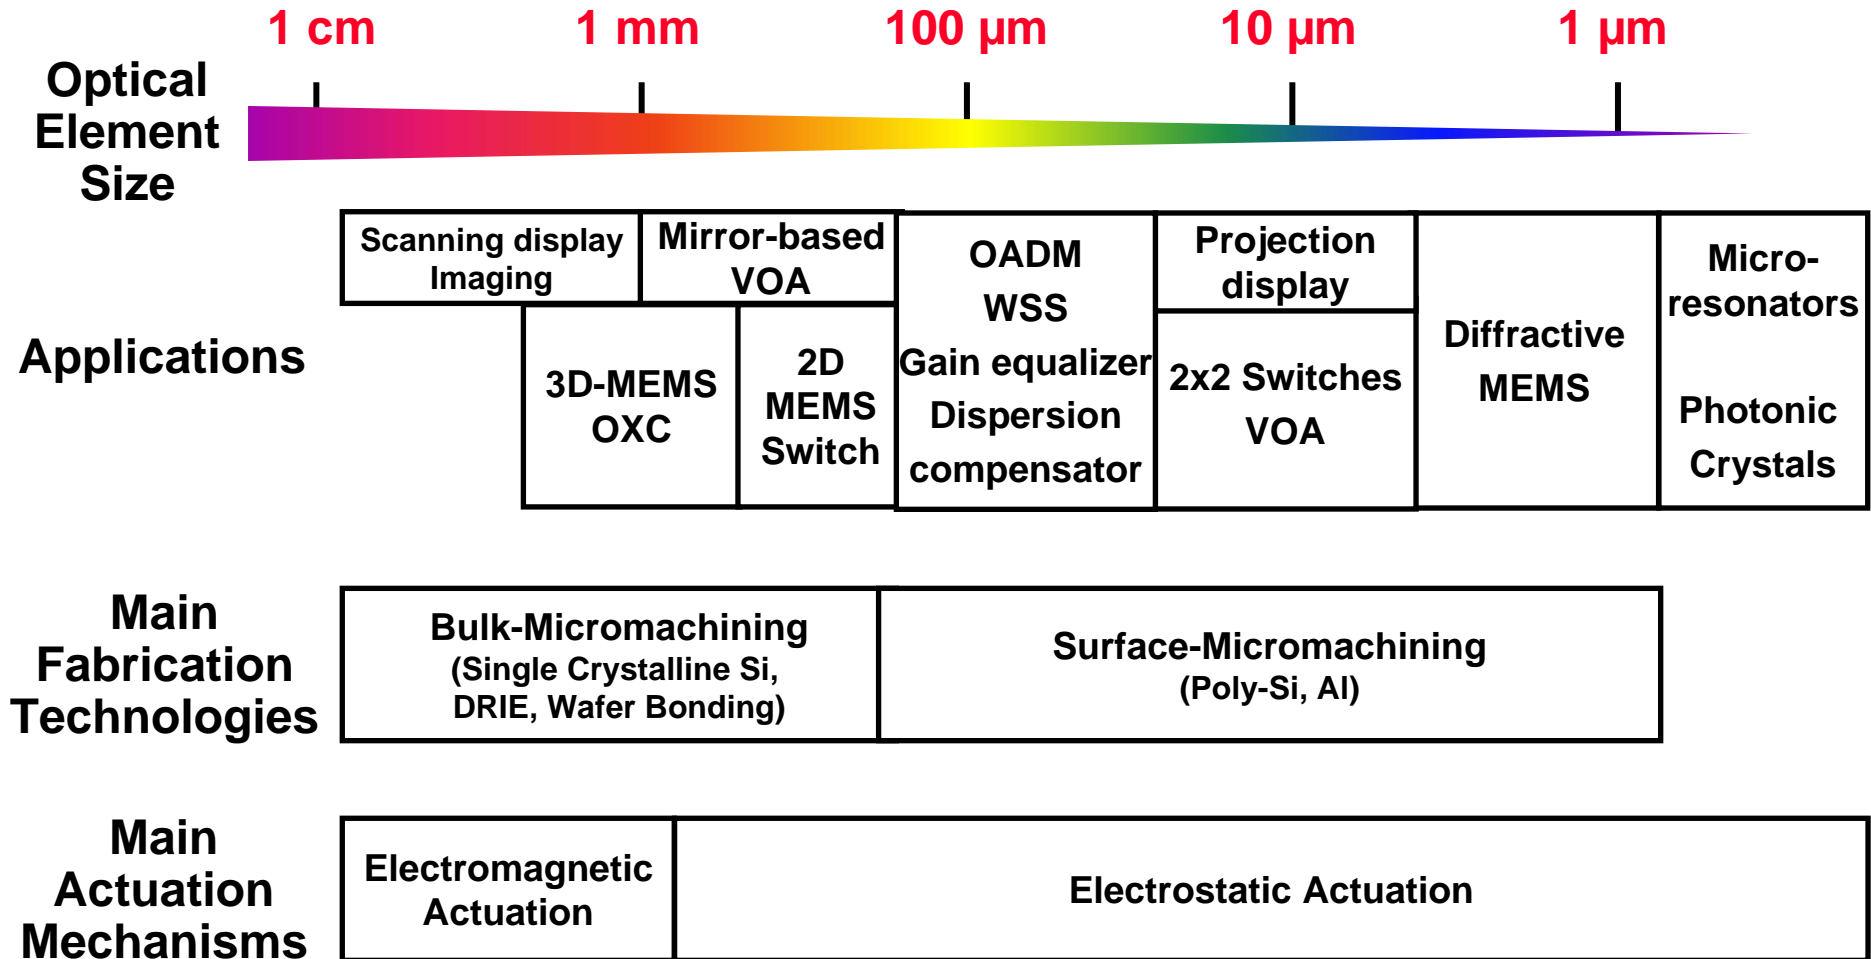 1 cm
1 mm
100 µm
10 µm
1 µm
Optical
Element
Size
Applications
Scanning display
Imaging
Mirror-based
VOA
3D-MEMS
OXC
2D
MEMS
Switch
OADM
WSS
Gain equalizer
Dispersion
compensator
Projection
display
2x2 Switches
VOA
Diffractive
MEMS
Micro-
resonators
Photonic
Crystals
Main
Fabrication
Technologies
Bulk-Micromachining
(Single Crystalline Si,
DRIE, Wafer Bonding)
Surface-Micromachining
(Poly-Si, Al)
Main
Actuation
Mechanisms
Electromagnetic
Actuation
Electrostatic Actuation